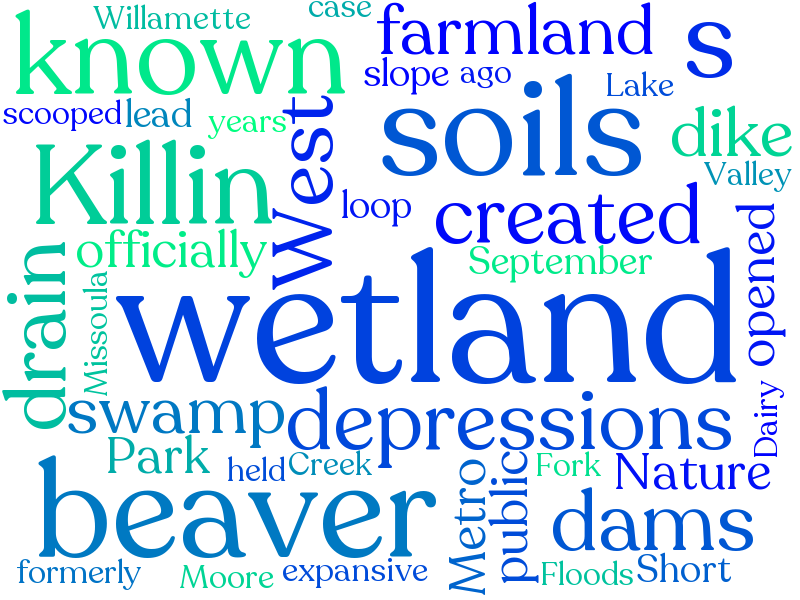 Willamette
case
known
farmland
s
slope
ago
soils
Lake
scooped
lead
years
West
dike
Killin
Valley
loop
created
officially
September
opened
drain
Missoula
wetland
swamp
depressions
Dairy
Park
held
Creek
Metro
public
Fork
Nature
beaver
dams
formerly
Moore
expansive
Floods
Short